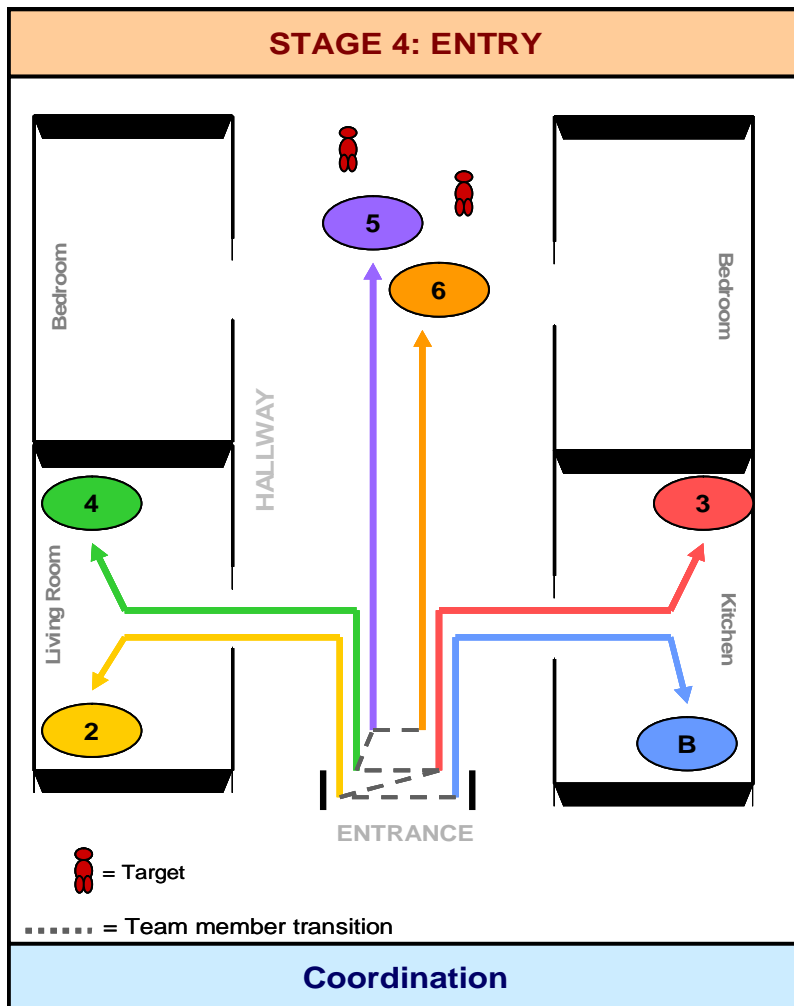 STAGE 4: ENTRY
5
6
Bedroom
Bedroom
HALLWAY
4
3
Living Room
Kitchen
2
B
ENTRANCE
= Target
= Team member transition
Coordination